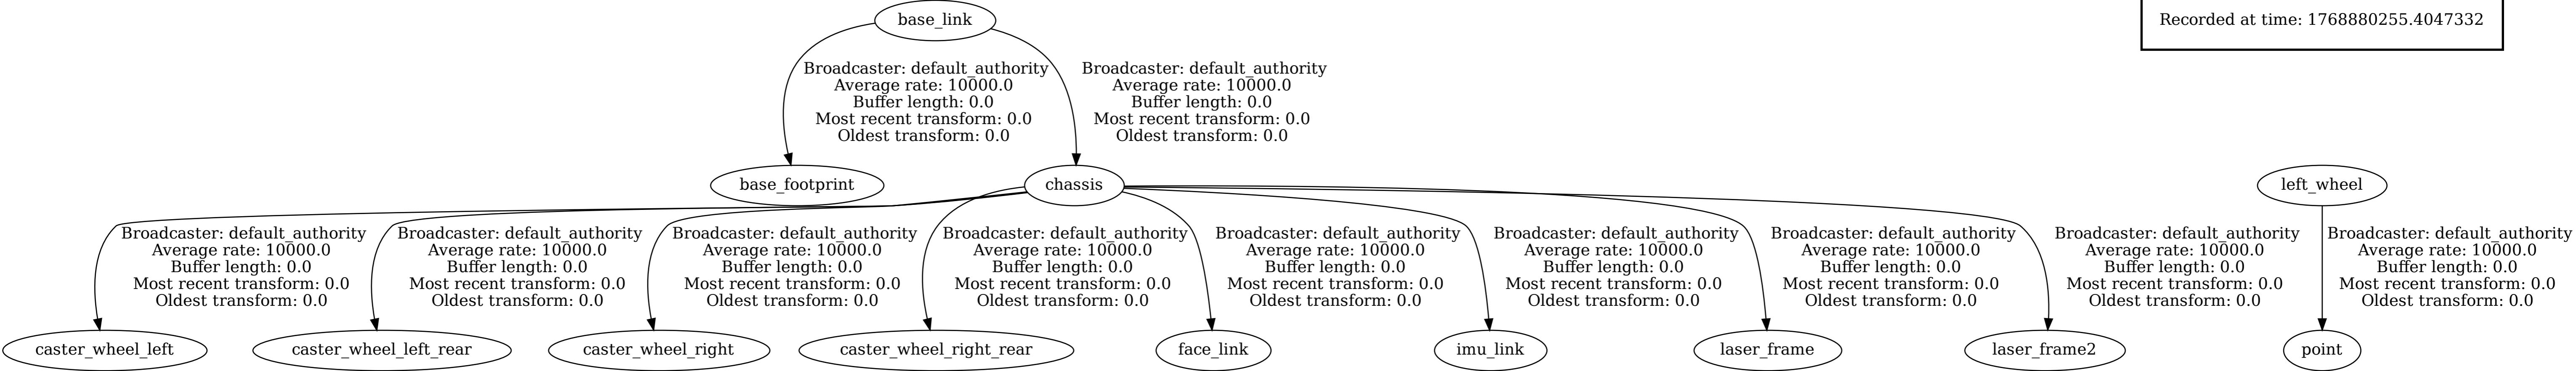 base_link
Recorded at time: 1768880255.4047332
Broadcaster: default_authority
Average rate: 10000.0
Buffer length: 0.0
Most recent transform: 0.0
Oldest transform: 0.0
Broadcaster: default_authority
Average rate: 10000.0
Buffer length: 0.0
Most recent transform: 0.0
Oldest transform: 0.0
base_footprint
chassis
left_wheel
Broadcaster: default_authority
Average rate: 10000.0
Buffer length: 0.0
Most recent transform: 0.0
Oldest transform: 0.0
Broadcaster: default_authority
Average rate: 10000.0
Buffer length: 0.0
Most recent transform: 0.0
Oldest transform: 0.0
Broadcaster: default_authority
Average rate: 10000.0
Buffer length: 0.0
Most recent transform: 0.0
Oldest transform: 0.0
Broadcaster: default_authority
Average rate: 10000.0
Buffer length: 0.0
Most recent transform: 0.0
Oldest transform: 0.0
Broadcaster: default_authority
Average rate: 10000.0
Buffer length: 0.0
Most recent transform: 0.0
Oldest transform: 0.0
Broadcaster: default_authority
Average rate: 10000.0
Buffer length: 0.0
Most recent transform: 0.0
Oldest transform: 0.0
Broadcaster: default_authority
Average rate: 10000.0
Buffer length: 0.0
Most recent transform: 0.0
Oldest transform: 0.0
Broadcaster: default_authority
Average rate: 10000.0
Buffer length: 0.0
Most recent transform: 0.0
Oldest transform: 0.0
Broadcaster: default_authority
Average rate: 10000.0
Buffer length: 0.0
Most recent transform: 0.0
Oldest transform: 0.0
caster_wheel_left
caster_wheel_left_rear
caster_wheel_right
caster_wheel_right_rear
face_link
imu_link
laser_frame
laser_frame2
point